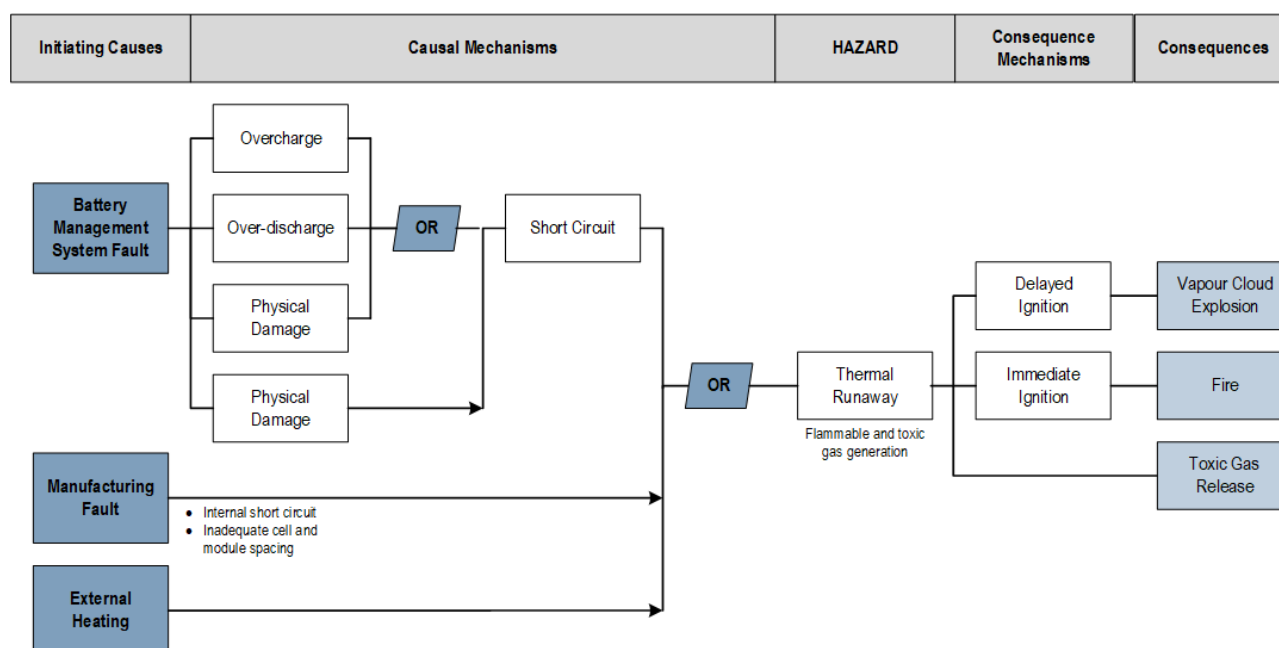 Initiating Causes
Causal Mechanisms
HAZARD
Consequence
Mechanisms
Consequences
Overcharge
Battery
Management
System Fault
Over-discharge
OR
Short Circuit
Physical
Damage
Physical
Damage
Delayed
Ignition
Vapour Cloud
Explosion
OR
Thermal
Runaway
Flammable and toxic
gas generation
Immediate
Ignition
Fire
Toxic Gas
Release
Manufacturing
Fault
● Internal short circuit
● Inadequate cell and
module spacing
External
Heating